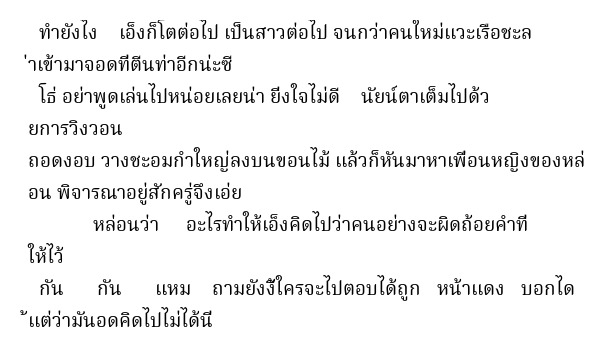 ทำยังไง เอ็งก็โตต่อไป เป็นสาวต่อไป จนกว่าคนใหม่แวะเรือชะล
่าเข้ามาจอดที่ตีนท่าอีกน่ะซี
โธ่ อย่าพูดเล่นไปหน่อยเลยน่า ยิ่งใจไม่ดี นัยน์ตาเต็มไปด้ว
ยการวิงวอน
ถอดงอบ วางชะอมกำใหญ่ลงบนขอนไม้ แล้วก็หันมาหาเพื่อนหญิงของหล่
อน พิจารณาอยู่สักครู่จึงเอ่ย
หล่อนว่า อะไรทำให้เอ็งคิดไปว่าคนอย่างจะผิดถ้อยคำที่
ให้ไว้
กัน กัน แหม ถามยังงี้ใครจะไปตอบได้ถูก หน้าแดง บอกได
้แต่ว่ามันอดคิดไปไม่ได้นี่